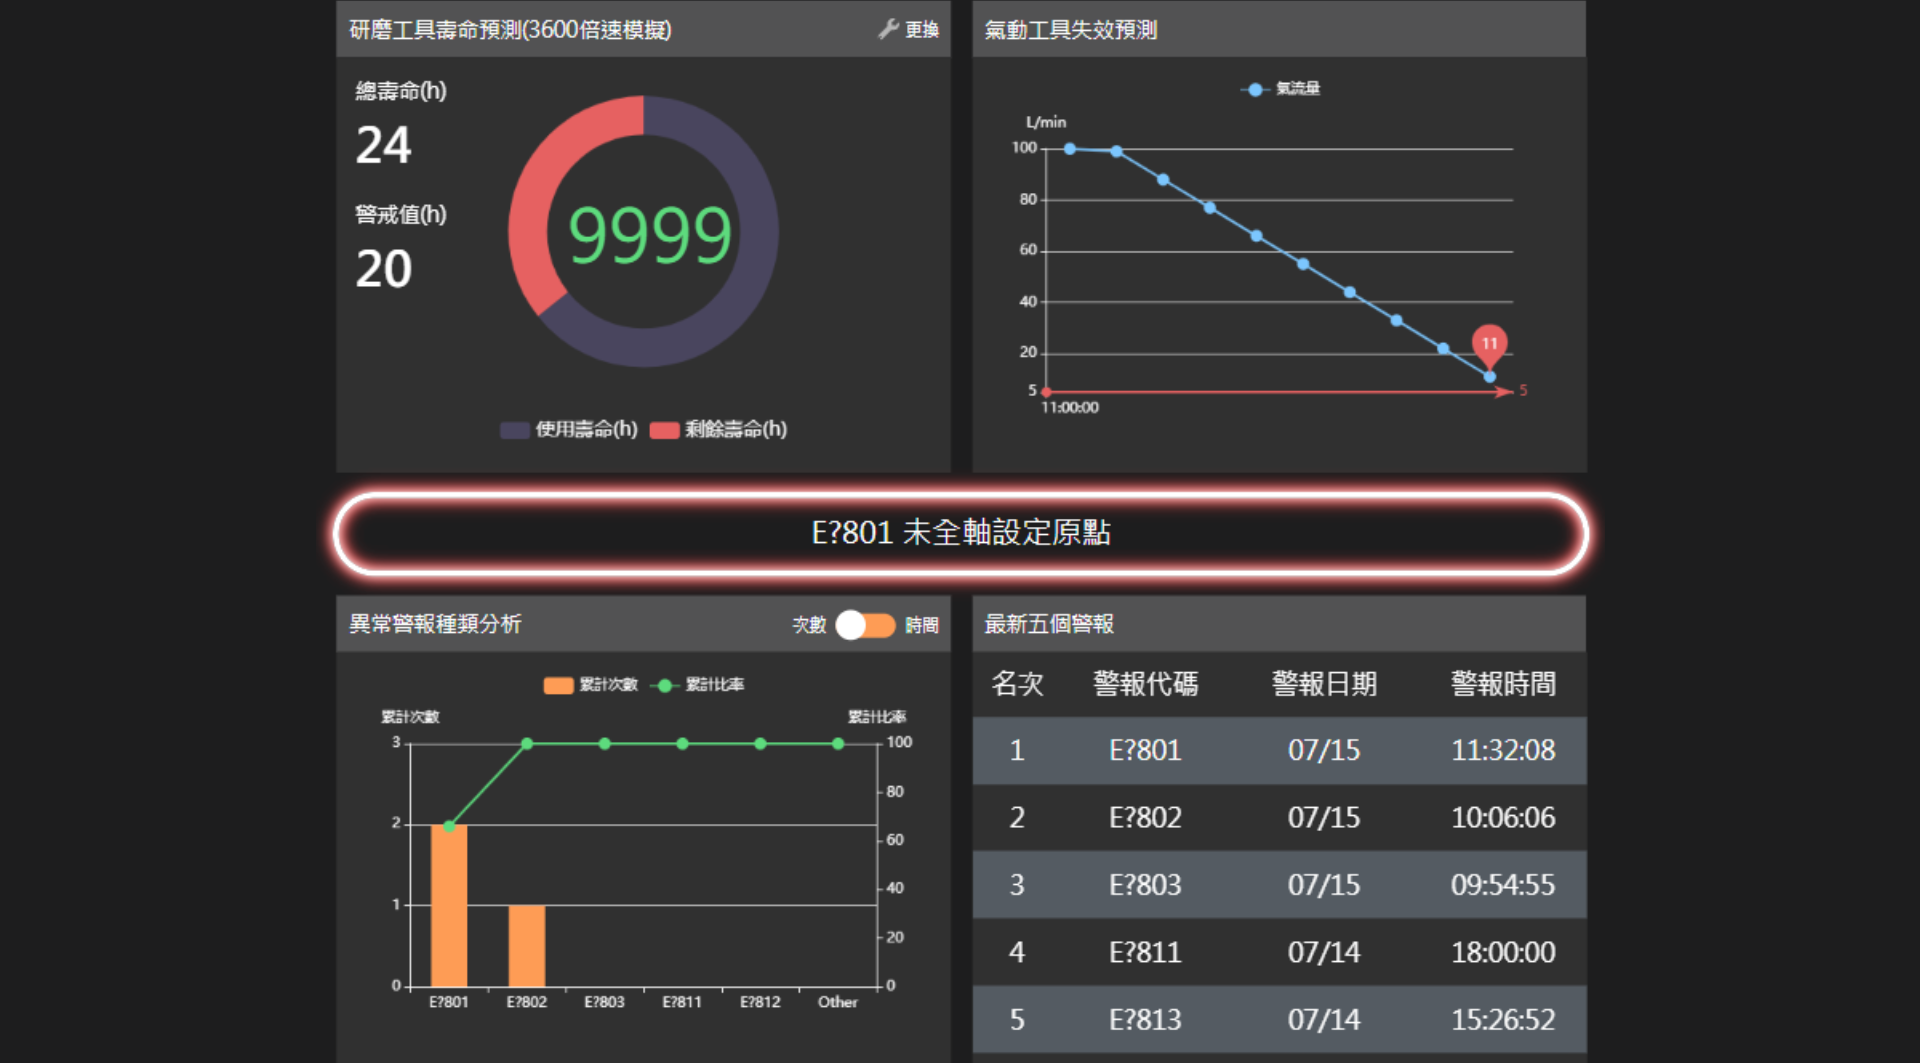 研磨工具壽命預測(3600倍速模擬)
更換
總壽命(h)
24
警戒值(h)
20
9999
使用壽命(h) 剩餘壽命(h)
氣動工具失效預測
氣流量
L/min
100
80
60
40
20
5
11
5
11:00:00
E?801 未全軸設定原點
異常警報種類分析
次數 時間
累計次數 累計比率
累計次數 累計比率
3
2
1
0
100
80
60
40
20
0
E?801 E?802 E?803 E?811 E?812 Other
最新五個警報
名次 警報代碼 警報日期 警報時間
1 E?801 07/15 11:32:08
2 E?802 07/15 10:06:06
3 E?803 07/15 09:54:55
4 E?811 07/14 18:00:00
5 E?813 07/14 15:26:52